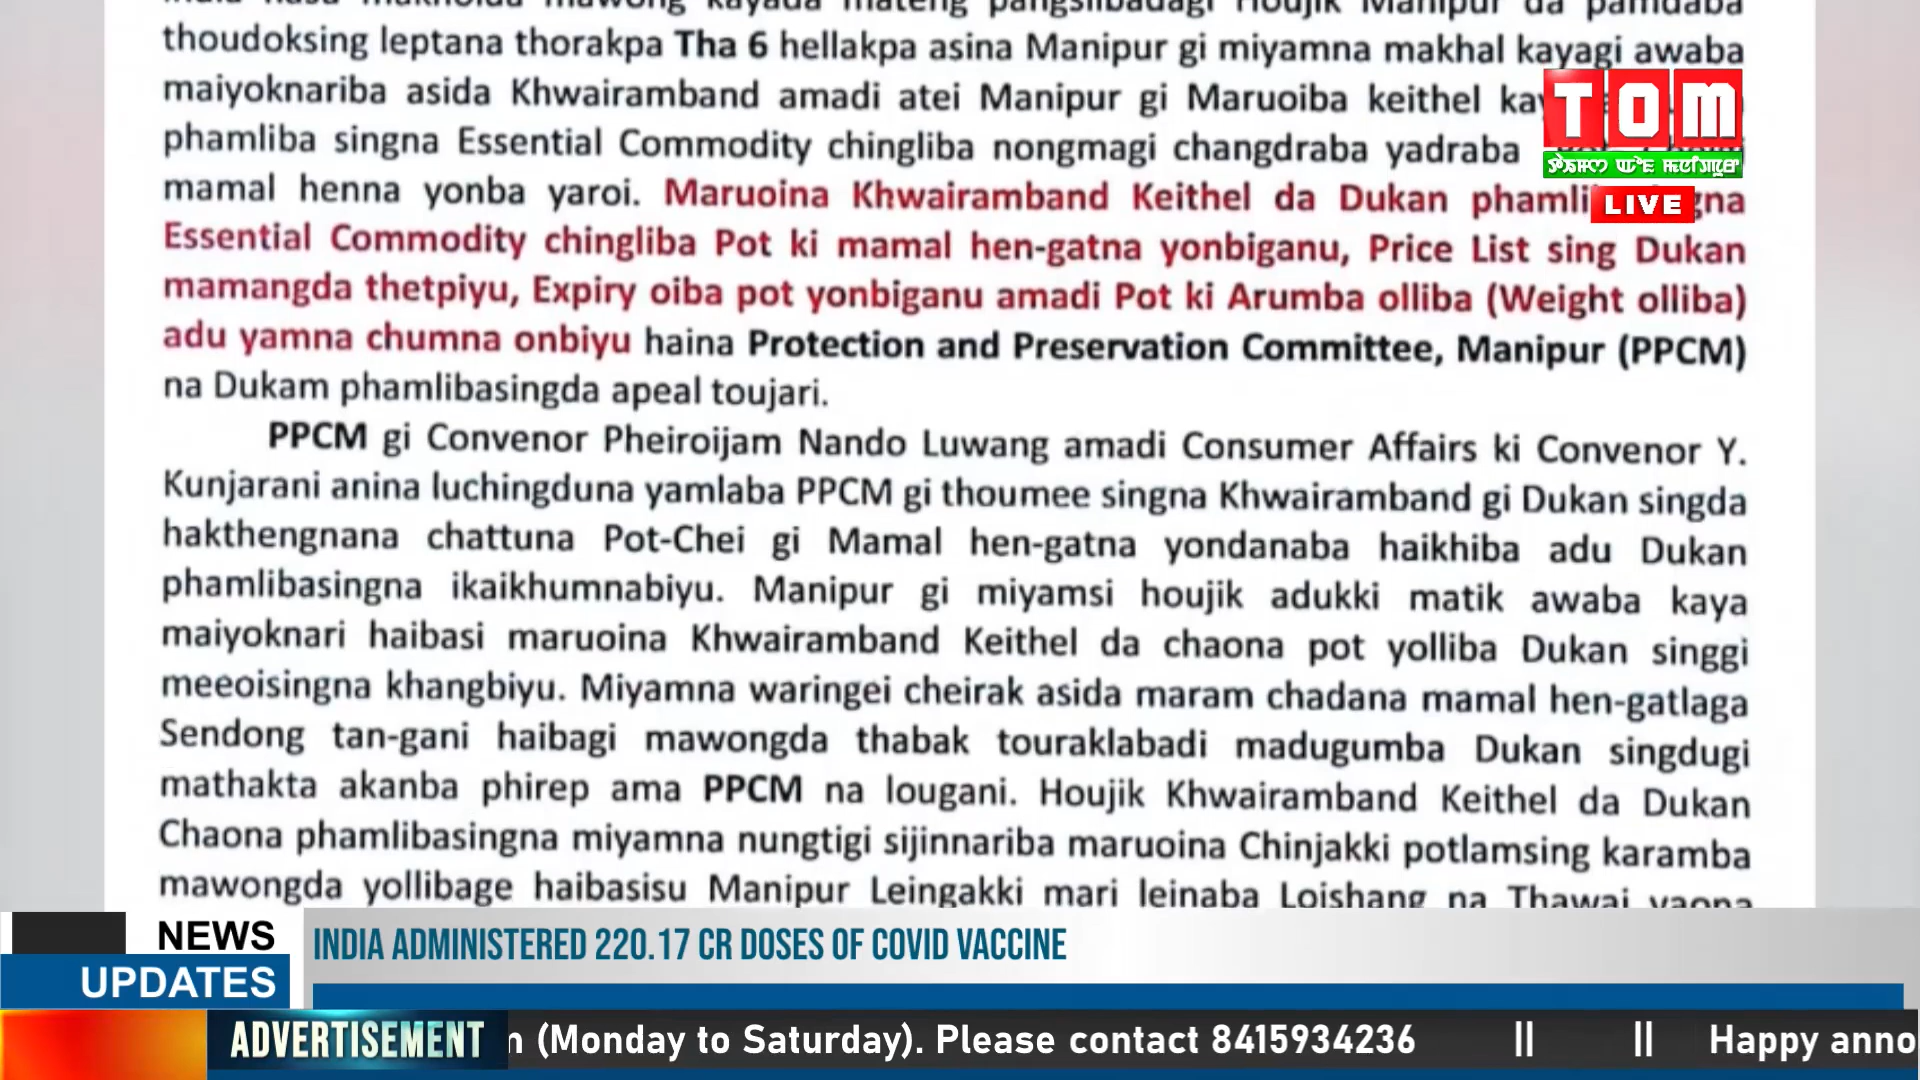 thoudoksing leptana thorakpa Tha 6 hellakpa asina Manipur gi miyamna makhal kayagi awaba
maiyoknariba asida Khwairamband amadi atei Manipur gi Maruoiba keithel
phamliba singna Essential Commodity chingliba nongmagi changdraba yadraba
mamal henna yonba yaroi. Maruoina Khwairamband Keithel da Dukan
Essential Commodity chingliba Pot ki mamal hen-gatna yonbiganu, Price List sing Dukan
mamangda thetpiyu, Expiry oiba pot yonbiganu amadi Pot ki Arumba olliba (Weight olliba)
adu yamna chumna onbiyu haina Protection and Preservation Committee, Manipur (PPCM)
na Dukam phamlibasingda apeal toujari.
PPCM gi Convenor Pheiroijam Nando Luwang amadi Consumer Affairs ki Convenor Y.
Kunjarani anina luchingduna yamlaba PPCM gi thoumee singna Khwairamband gi Dukan singda
hakthengnana chattuna Pot-Chei gi Mamal hen-gatna yondanaba haikhiba adu Dukan
phamlibasingna ikaikhumnabiyu. Manipur gi miyamsi houjik adukki matik awaba kaya
maiyoknari haibasi maruoina Khwairamband Keithel da chaona pot yolliba Dukan singgi
meeoisingna khangbiyu. Miyamna waringei cheirak asida maram chadana mamal hen-gatlaga
Sendong tan-gani haibagi mawongda thabak touraklabadi madugumba Dukan singdugi
mathakta akanba phirep ama PPCM na lougani. Houjik Khwairamband Keithel da Dukan
Chaona phamlibasingna miyamna nungtigi sijinnariba maruoina Chinjakki potlamsing karamba
mawongda yollibage haibasisu Manipur Leingakki mari leinaba Loishang na Thawai yaona
TOM
LIVE
NEWS
UPDATES
INDIA ADMINISTERED 220.17 CR DOSES OF COVID VACCINE
ADVERTISEMENT
(Monday to Saturday). Please contact 8415934236 || || Happy